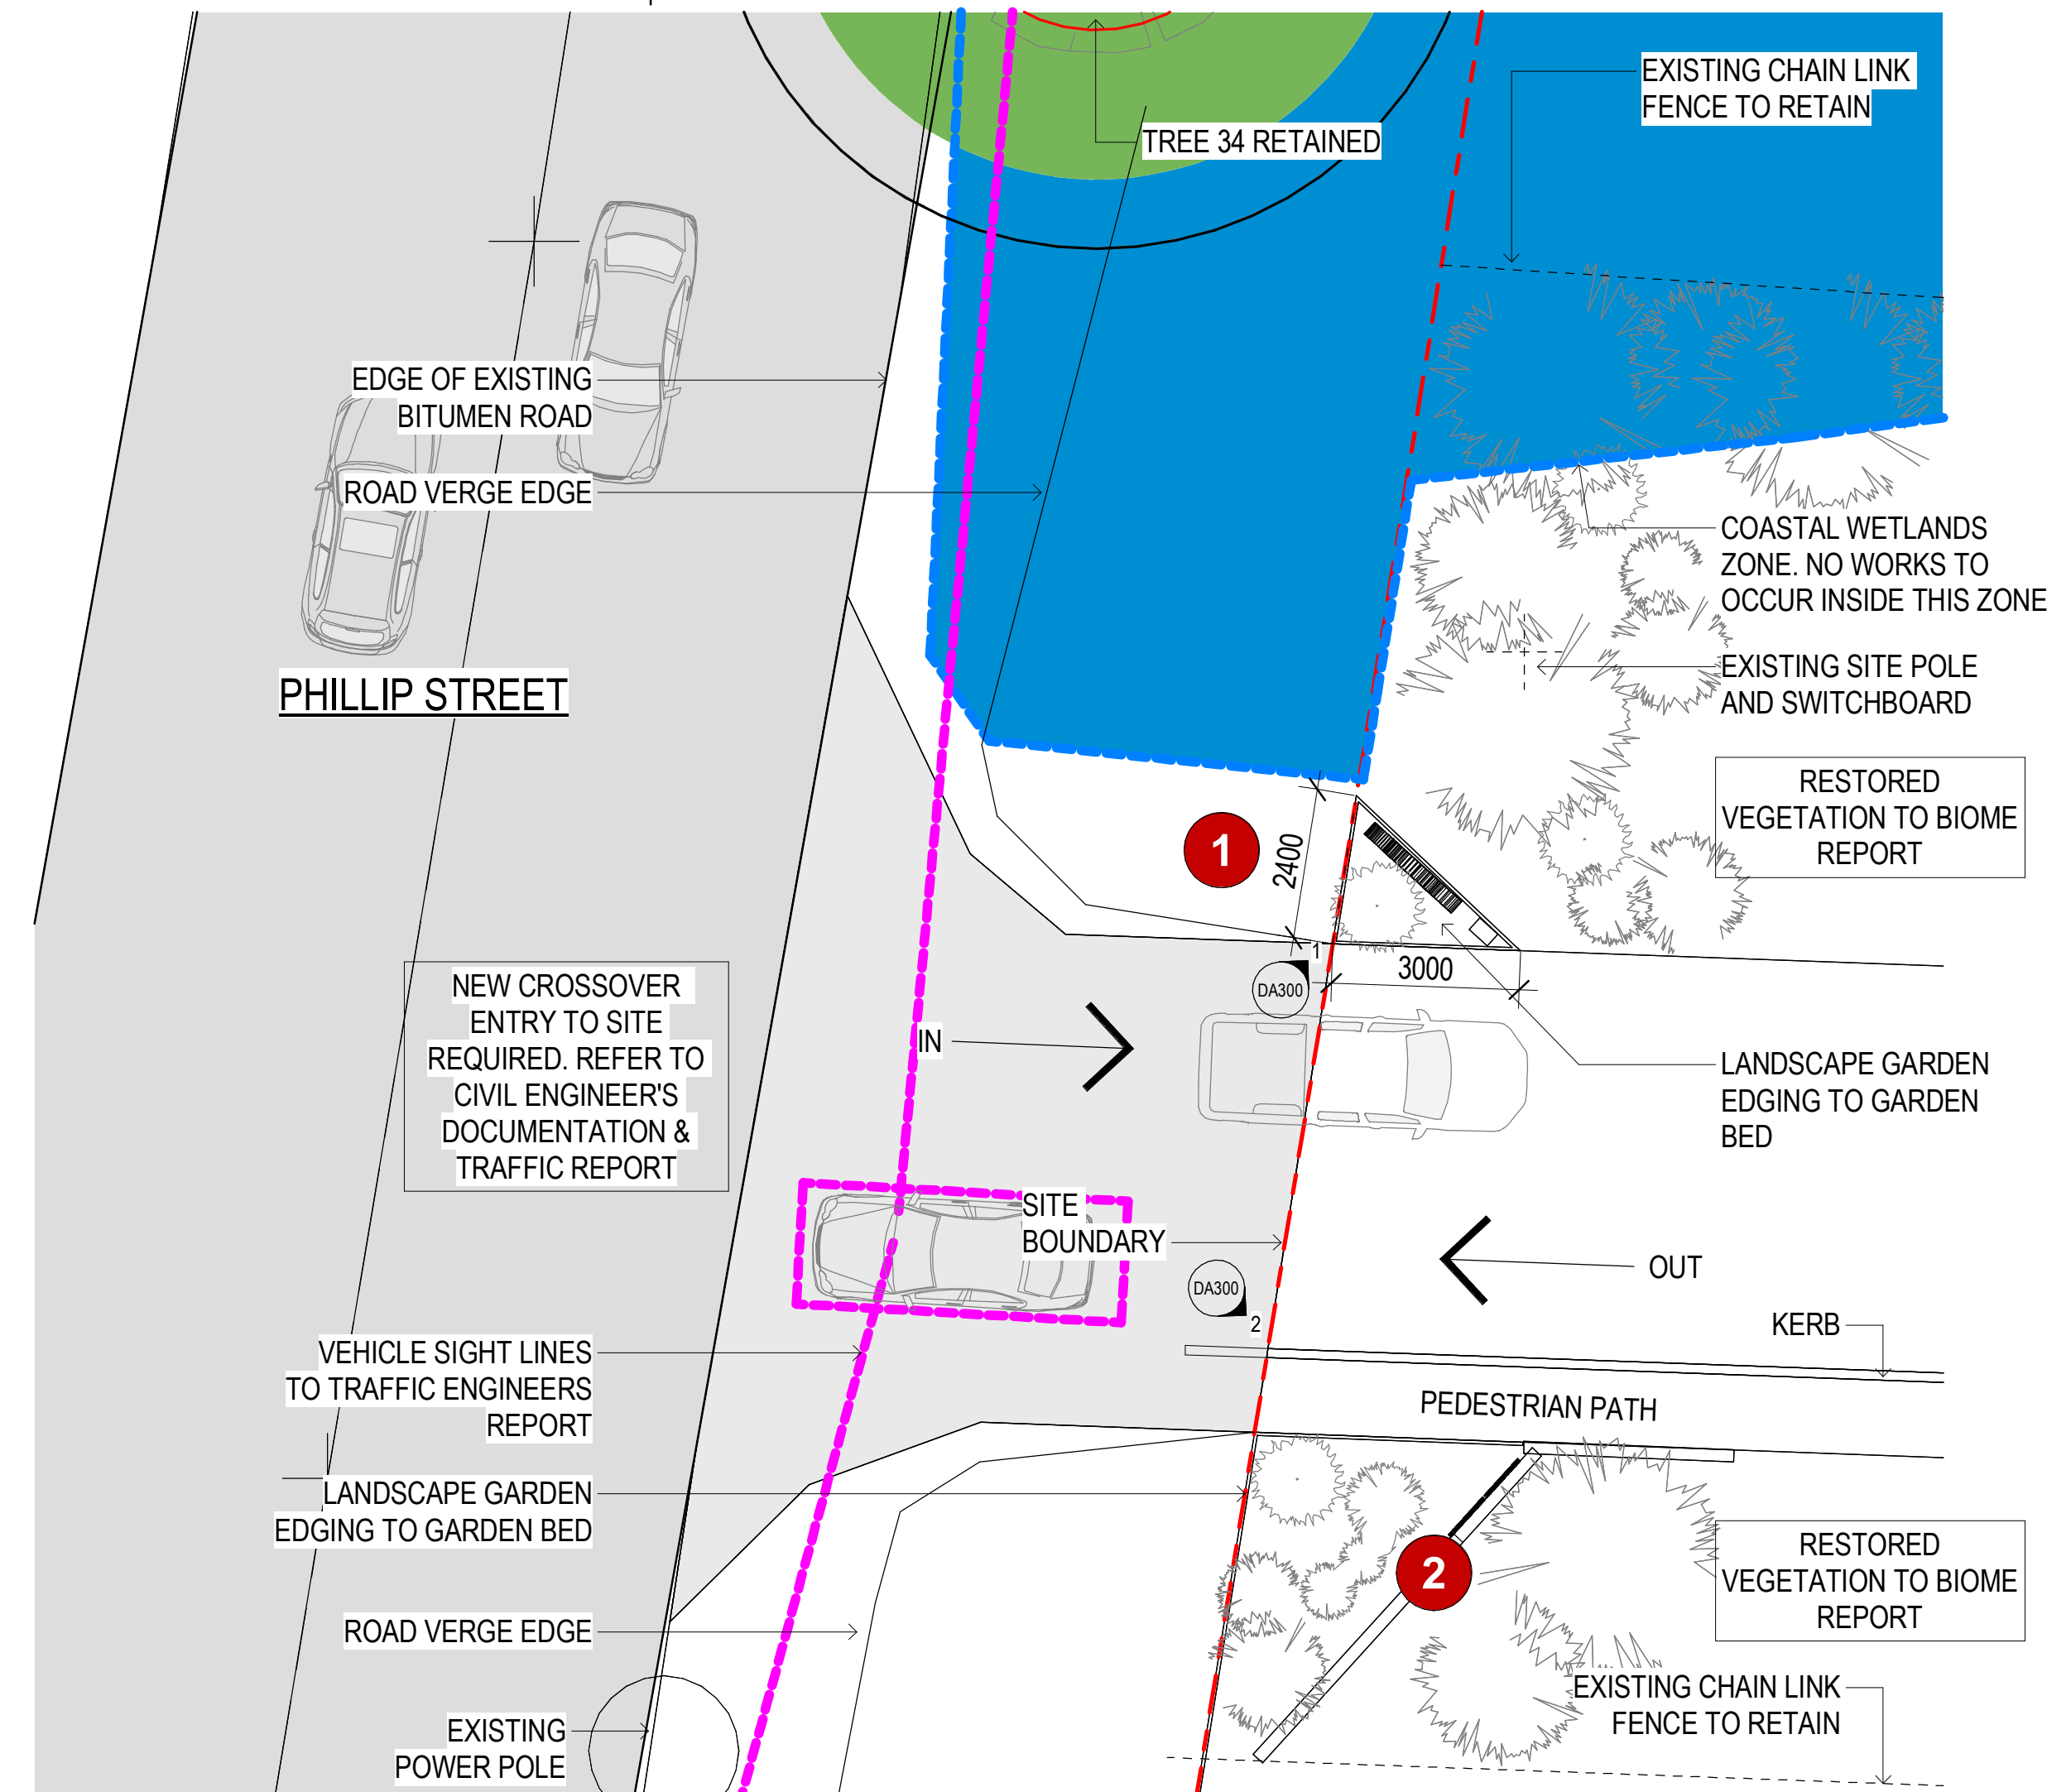 EXISTING CHAIN LINK
FENCE TO RETAIN
TREE 34 RETAINED
EDGE OF EXISTING
BITUMEN ROAD
ROAD VERGE EDGE
COASTAL WETLANDS
ZONE. NO WORKS TO
OCCUR INSIDE THIS ZONE
EXISTING SITE POLE
AND SWITCHBOARD
PHILLIP STREET
RESTORED
VEGETATION TO BIOME
REPORT
1
2400
1
3000
DA300
NEW CROSSOVER
ENTRY TO SITE
REQUIRED. REFER TO
CIVIL ENGINEER'S
DOCUMENTATION &
TRAFFIC REPORT
IN
LANDSCAPE GARDEN
EDGING TO GARDEN
BED
SITE
BOUNDARY
OUT
DA300
2
KERB
VEHICLE SIGHT LINES
TO TRAFFIC ENGINEERS
REPORT
PEDESTRIAN PATH
LANDSCAPE GARDEN
EDGING TO GARDEN BED
2
RESTORED
VEGETATION TO BIOME
REPORT
ROAD VERGE EDGE
EXISTING CHAIN LINK
FENCE TO RETAIN
EXISTING
POWER POLE